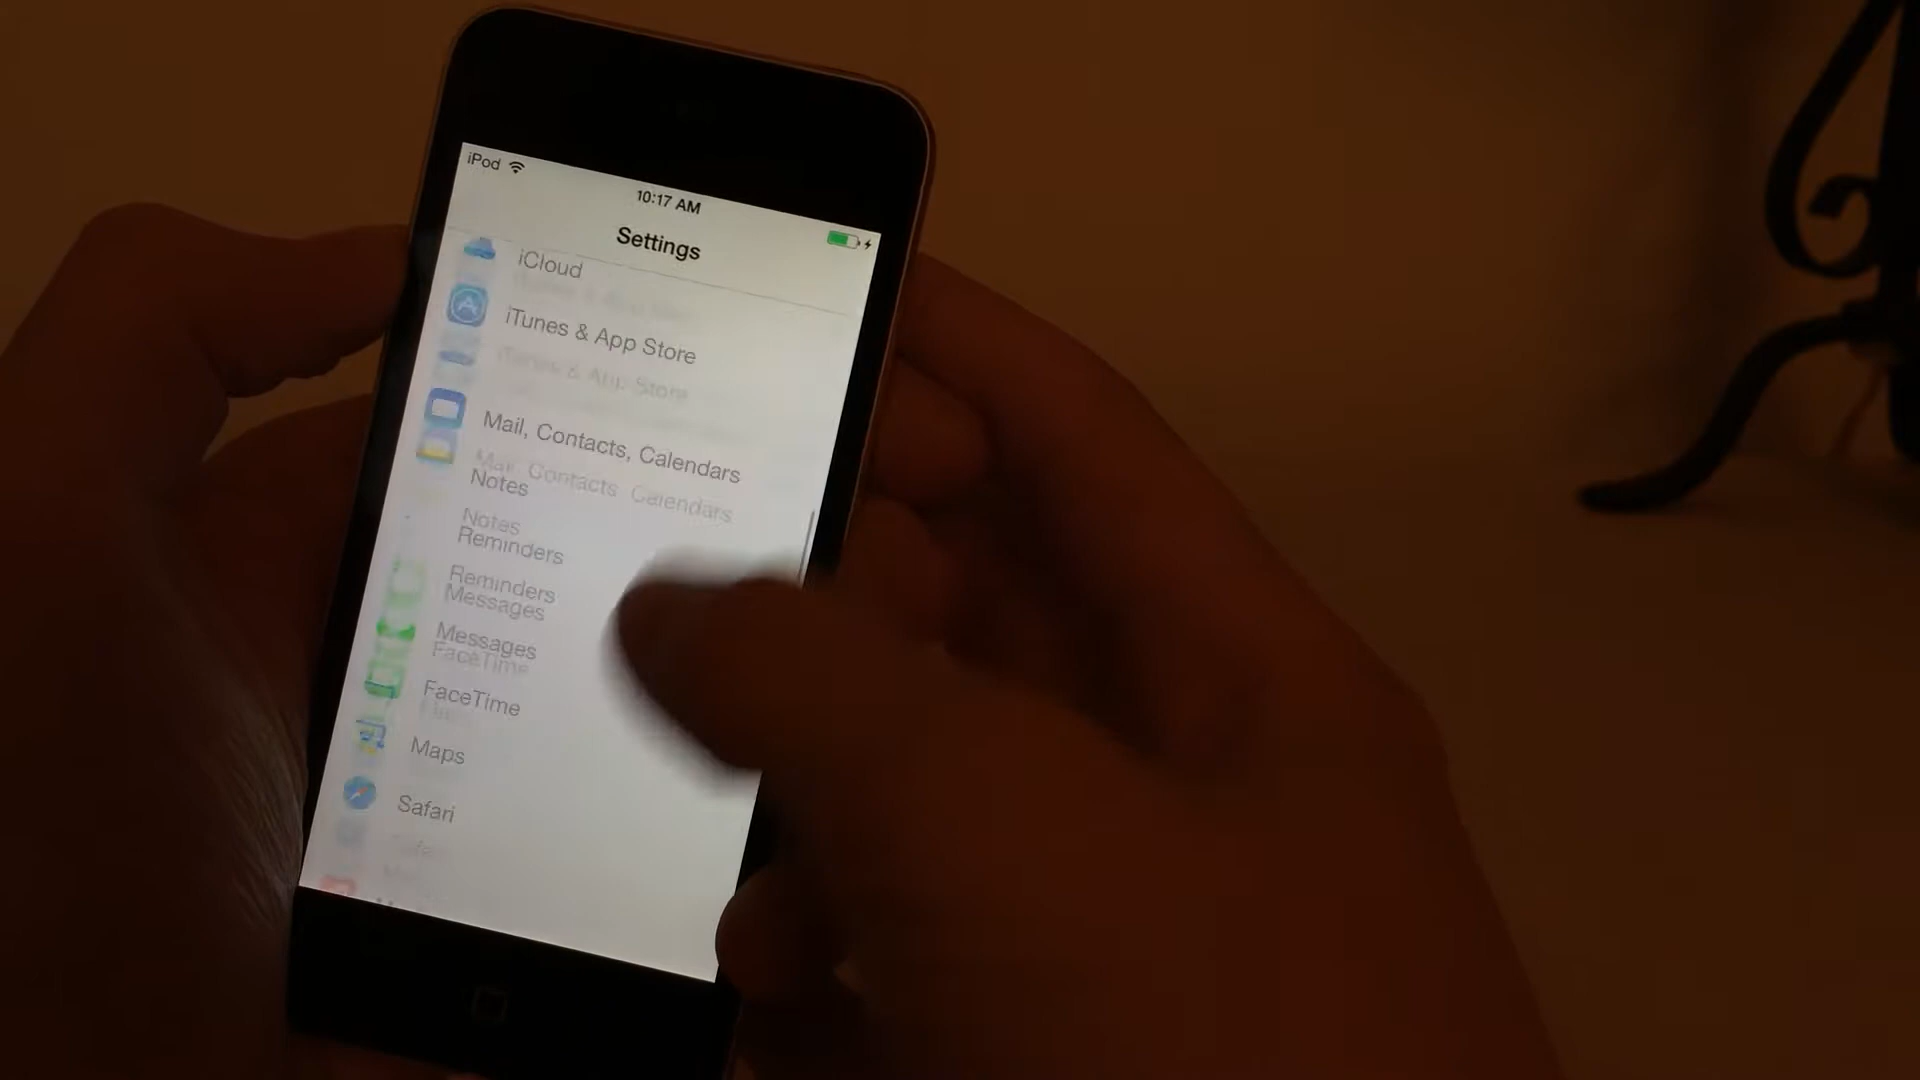 iPod
10:17 AM
Settings
iCloud
iTunes & App Store
iTunes & App Store
Mail, Contacts, Calendars
Mail, Contacts, Calendars
Notes
Notes
Reminders
Reminders
Messages
Messages
FaceTime
FaceTime
Maps
Safari